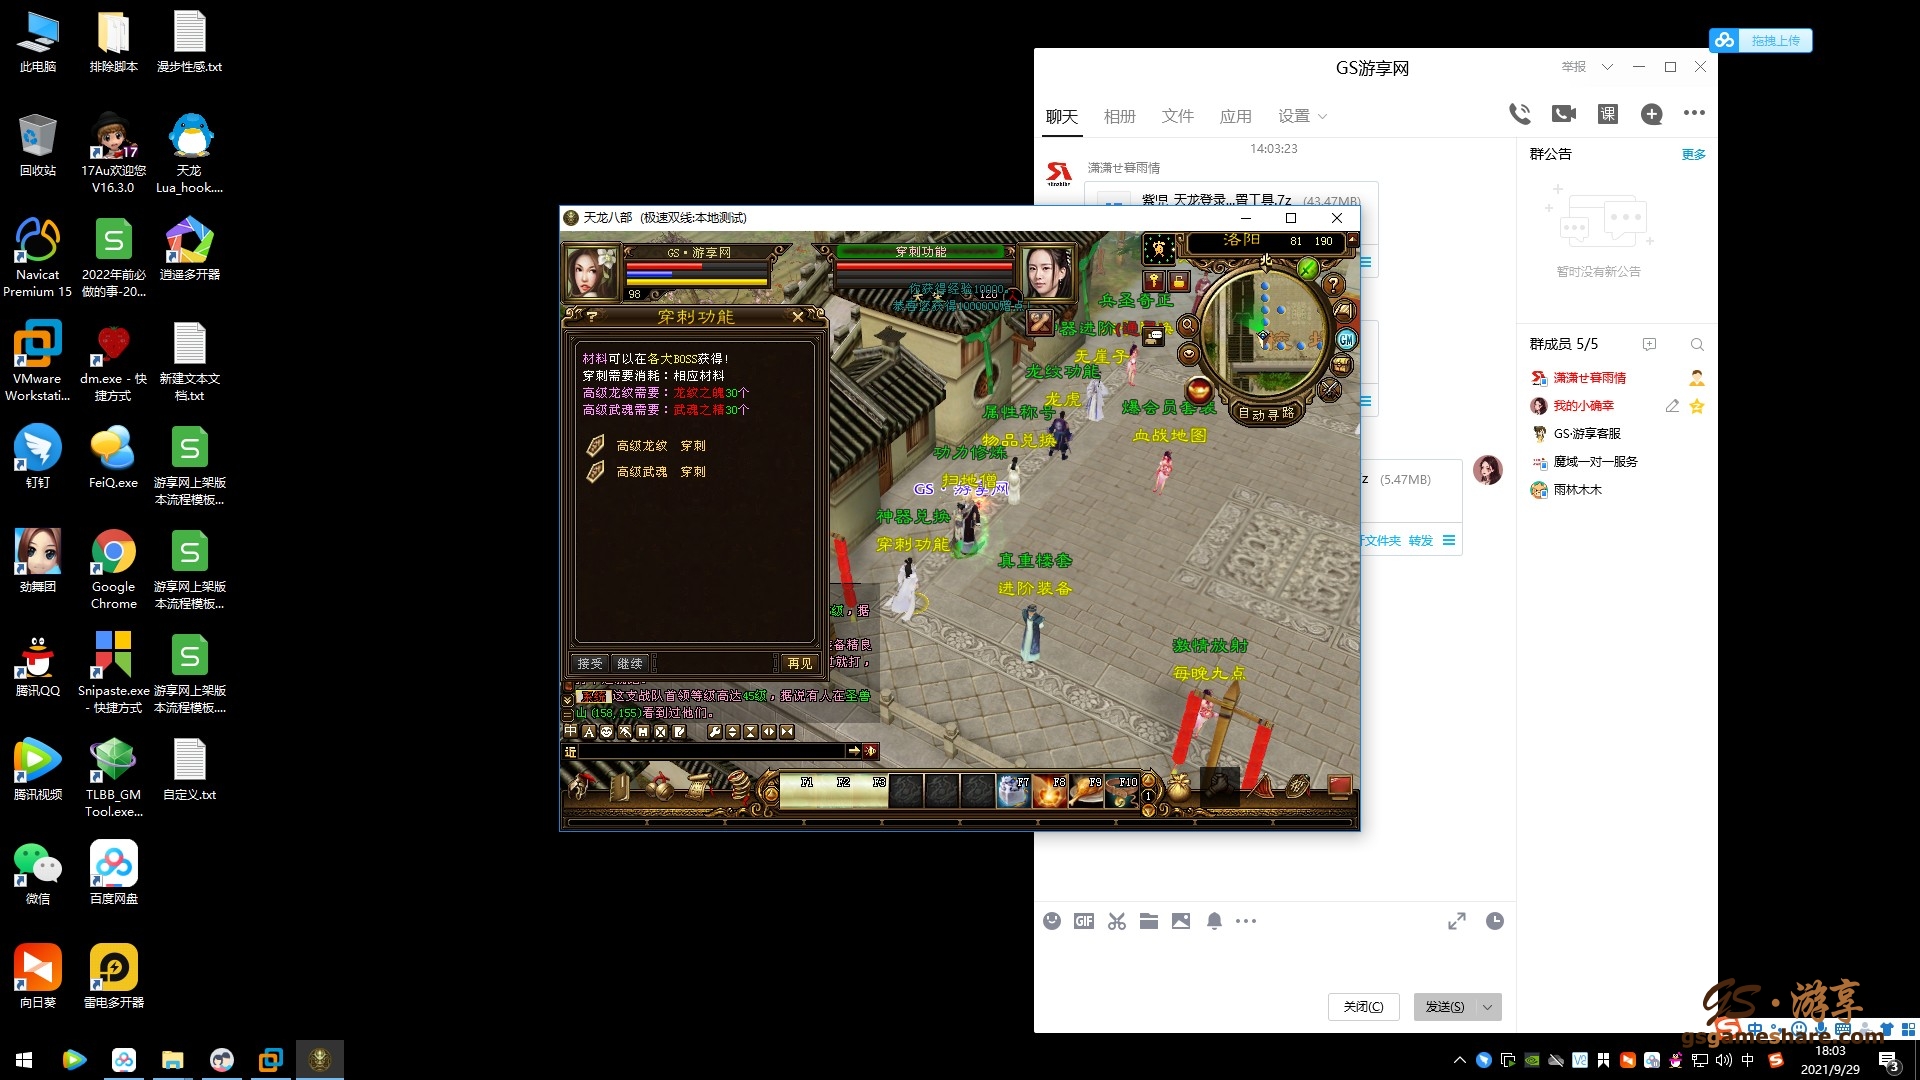 此电脑
排除脚本
漫步性感.txt
回收站
17Au欢迎您
V16.3.0
天龙
Lua_hook....
Navicat
Premium 15
2022年前必
做的事-20...
逍遥多开器
VMware
Workstati...
dm.exe - 快
捷方式
新建文本文
档.txt
钉钉
FeiQ.exe
游享网上架版
本流程模板...
劲舞团
Google
Chrome
游享网上架版
本流程模板...
腾讯QQ
Snipaste.exe
- 快捷方式
游享网上架版
本流程模板....
腾讯视频
TLBB_GM
Tool.exe...
自定义.txt
微信
百度网盘
向日葵
雷电多开器
拖拽上传
GS游享网
举报
聊天
相册
文件
应用
设置
课
14:03:23
潇潇ㄝ暮雨情
紫児_天龙登录...置工具.7z (43.47MB)
z (5.47MB)
文件夹 转发
群公告
更多
暂时没有新公告
群成员 5/5
潇潇ㄝ暮雨情
我的小确幸
GS·游享客服
魔域一对一服务
雨林木木
GIF
关闭(C)
发送(S)
天龙八部 (极速双线:本地测试)
GS·游享网
98
穿刺功能
120
你获得经验10000
恭喜您获得1000000赠点
洛阳 81 190
北
GM
自动寻路
穿刺功能
材料可以在各大BOSS获得!
穿刺需要消耗：相应材料
高级龙纹需要：龙纹之魄30个
高级武魂需要：武魂之精30个
高级龙纹 穿刺
高级武魂 穿刺
接受
继续
再见
兵圣奇正
无崖子
龙纹功能
龙虎
爆会员套装
属性称号
血战地图
物品兑换
功力修炼
扫地僧
GS·游享网
神器兑换
穿刺功能
真重楼套
进阶装备
激情放射
每晚九点
级，据
备精良
过就打，
系统 这支战队首领等级高达45级，据说有人在圣兽
山(158,155)看到过他们。
近
F1
F2
F3
F7
F8
F9
F10
1
GS·游享
gsgameshare.com
中
中
18:03
2021/9/29
3